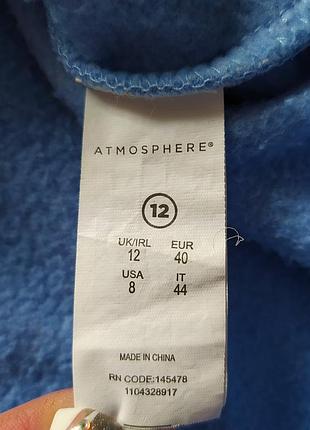 ATMOSPHERE®
12
UK/IRL EUR
12 40
USA IT
8 44
MADE IN CHINA
RN CODE:145478
1104328917